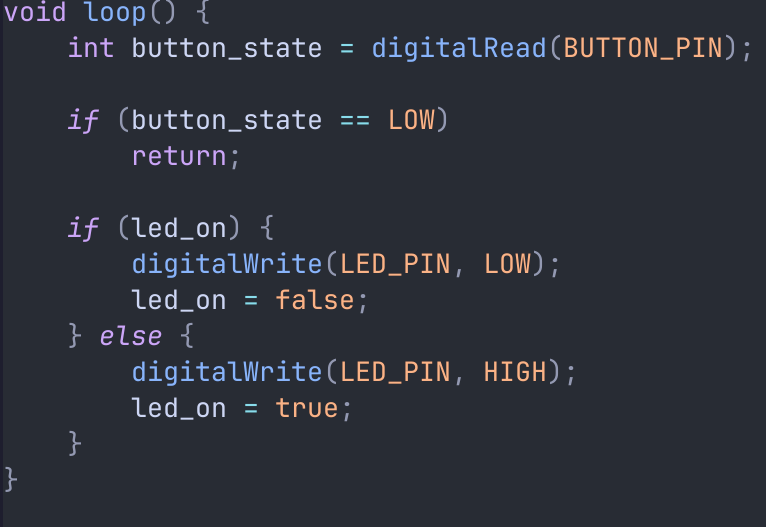 void loop() {
    int button_state = digitalRead(BUTTON_PIN);

    if (button_state == LOW)
        return;

    if (led_on) {
        digitalWrite(LED_PIN, LOW);
        led_on = false;
    } else {
        digitalWrite(LED_PIN, HIGH);
        led_on = true;
    }
}